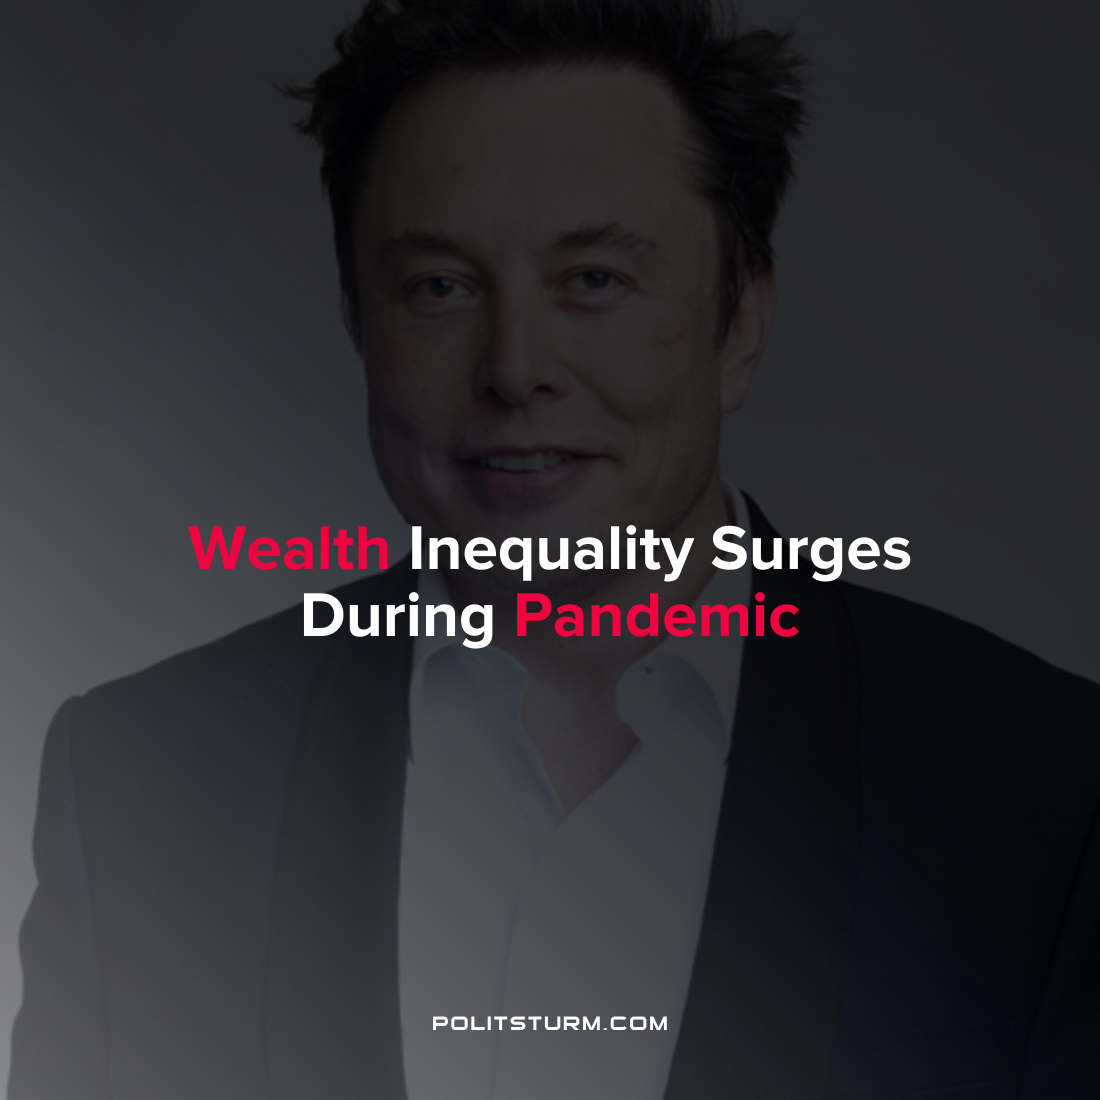 Wealth Inequality Surges
During Pandemic
POLITSTURM.COM